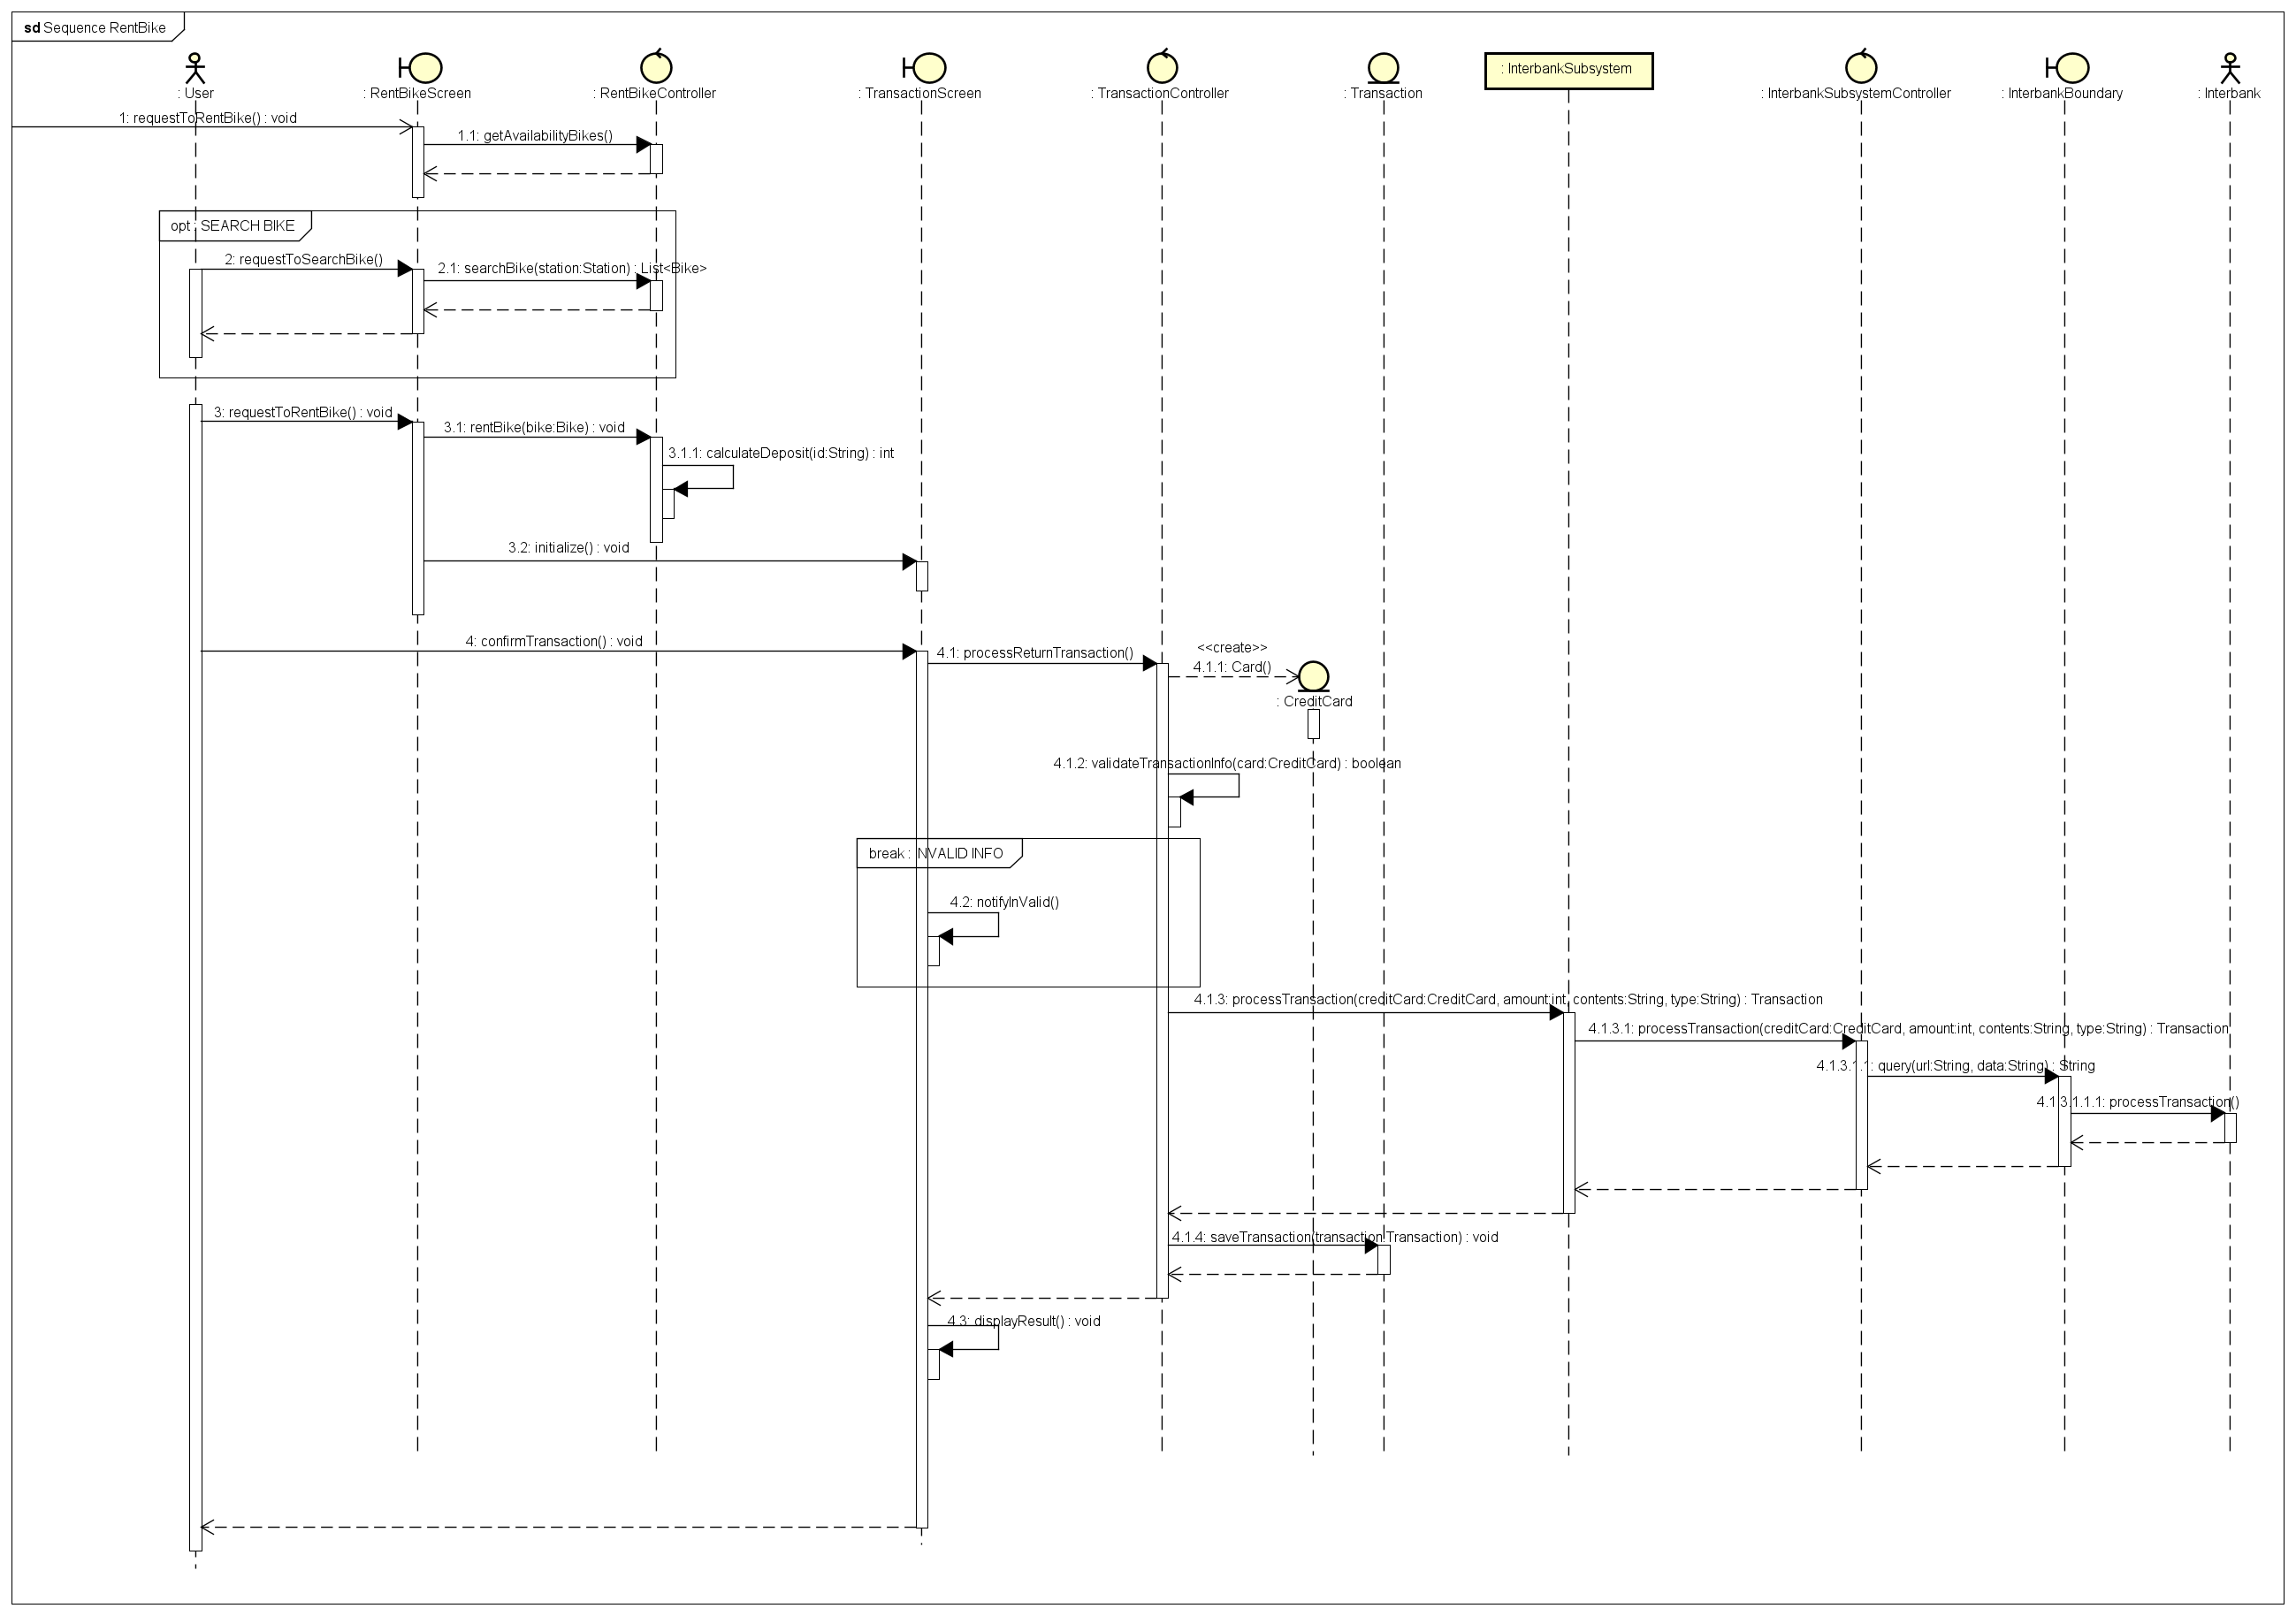 sd Sequence RentBike
: User
: RentBikeScreen
: RentBikeController
: TransactionScreen
: TransactionController
: Transaction
: InterbankSubsystem
: InterbankSubsystemController
: InterbankBoundary
: Interbank
1: requestToRentBike() : void
1.1: getAvailabilityBikes()
opt : SEARCH BIKE
2: requestToSearchBike()
2.1: searchBike(station:Station) : List<Bike>
3: requestToRentBike() : void
3.1: rentBike(bike:Bike) : void
3.1.1: calculateDeposit(id:String) : int
3.2: initialize() : void
4: confirmTransaction() : void
4.1: processReturnTransaction()
<<create>>
4.1.1: Card()
: CreditCard
4.1.2: validateTransactionInfo(card:CreditCard) : boolean
break : INVALID INFO
4.2: notifyInValid()
4.1.3: processTransaction(creditCard:CreditCard, amount:int, contents:String, type:String) : Transaction
4.1.3.1: processTransaction(creditCard:CreditCard, amount:int, contents:String, type:String) : Transaction
4.1.3.1.1: query(url:String, data:String) : String
4.1.3.1.1.1: processTransaction()
4.1.4: saveTransaction(transaction:Transaction) : void
4.3: displayResult() : void